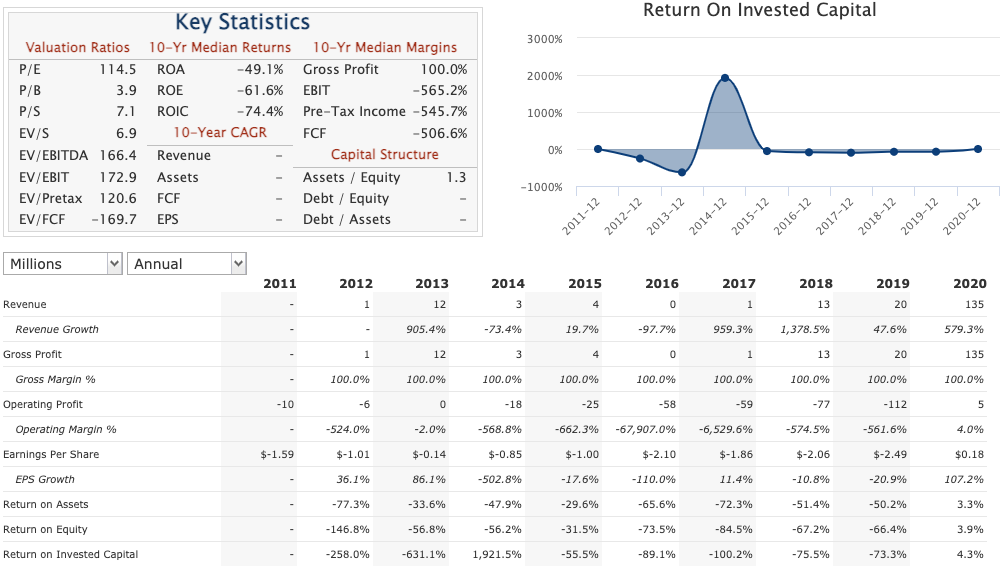 Key Statistics
Valuation Ratios 10-Yr Median Returns 10-Yr Median Margins
P/E 114.5 ROA -49.1% Gross Profit 100.0%
P/B 3.9 ROE -61.6% EBIT -565.2%
P/S 7.1 ROIC -74.4% Pre-Tax Income -545.7%
EV/S 6.9 10-Year CAGR FCF -506.6%
EV/EBITDA 166.4 Revenue - Capital Structure
EV/EBIT 172.9 Assets - Assets / Equity 1.3
EV/Pretax 120.6 FCF - Debt / Equity -
EV/FCF -169.7 EPS - Debt / Assets -
Return On Invested Capital
3000%
2000%
1000%
0%
-1000%
2011-12 2012-12 2013-12 2014-12 2015-12 2016-12 2017-12 2018-12 2019-12 2020-12
Millions Annual
2011 2012 2013 2014 2015 2016 2017 2018 2019 2020
Revenue - 1 12 3 4 0 1 13 20 135
Revenue Growth - - 905.4% -73.4% 19.7% -97.7% 959.3% 1,378.5% 47.6% 579.3%
Gross Profit - 1 12 3 4 0 1 13 20 135
Gross Margin % - 100.0% 100.0% 100.0% 100.0% 100.0% 100.0% 100.0% 100.0% 100.0%
Operating Profit -10 -6 0 -18 -25 -58 -59 -77 -112 5
Operating Margin % - -524.0% -2.0% -568.8% -662.3% -67,907.0% -6,529.6% -574.5% -561.6% 4.0%
Earnings Per Share $-1.59 $-1.01 $-0.14 $-0.85 $-1.00 $-2.10 $-1.86 $-2.06 $-2.49 $0.18
EPS Growth - 36.1% 86.1% -502.8% -17.6% -110.0% 11.4% -10.8% -20.9% 107.2%
Return on Assets - -77.3% -33.6% -47.9% -29.6% -65.6% -72.3% -51.4% -50.2% 3.3%
Return on Equity - -146.8% -56.8% -56.2% -31.5% -73.5% -84.5% -67.2% -66.4% 3.9%
Return on Invested Capital - -258.0% -631.1% 1,921.5% -55.5% -89.1% -100.2% -75.5% -73.3% 4.3%